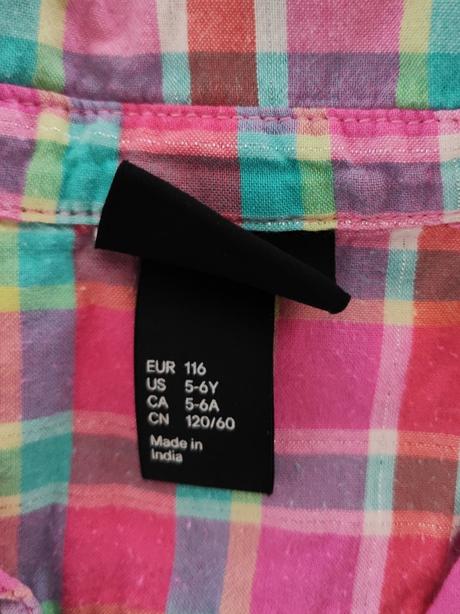 EUR 116
US 5-6Y
CA 5-6A
CN 120/60
Made in
India